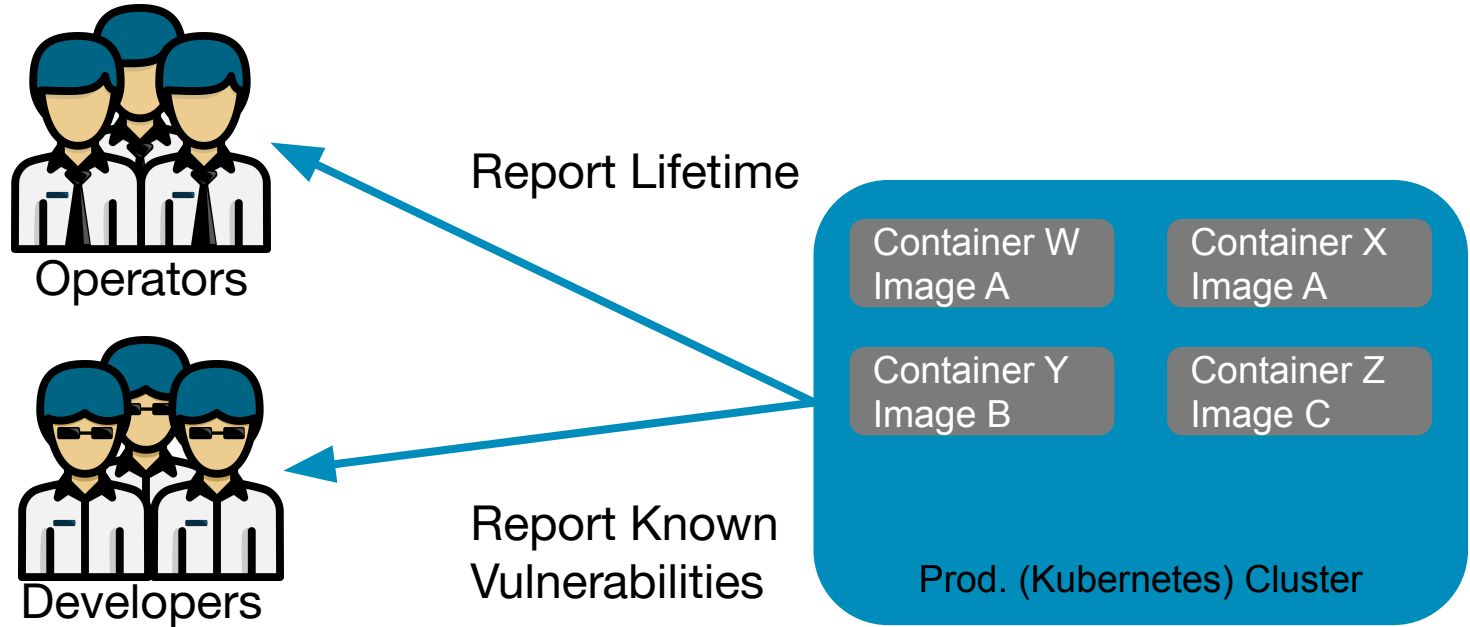 Report Lifetime
Operators
Container W
Image A
Container X
Image A
Container Y
Image B
Container Z
Image C
Report Known
Vulnerabilities
Developers
Prod. (Kubernetes) Cluster